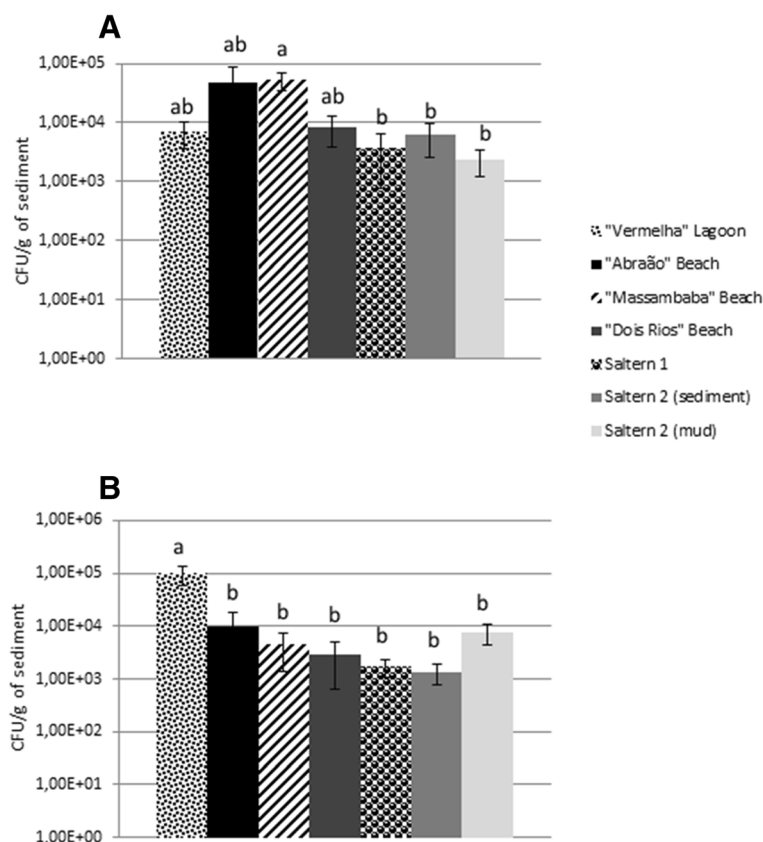 A
ab
a
1,00E+05
ab
ab
1,00E+04
b
b
b
1,00E+03
1,00E+02
1,00E+01
1,00E+00
CFU/g of sediment
"Vermelha" Lagoon
"Abraão" Beach
"Massambaba" Beach
"Dois Rios" Beach
Saltern 1
Saltern 2 (sediment)
Saltern 2 (mud)
B
1,00E+06
a
1,00E+05
b
b
b
b
b
b
1,00E+04
1,00E+03
1,00E+02
1,00E+01
1,00E+00
CFU/g of sediment